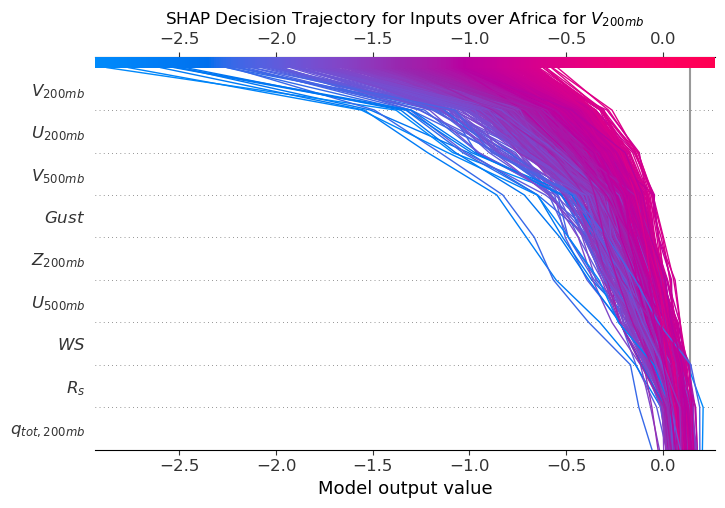 SHAP Decision Trajectory for Inputs over Africa for V200mb
−2.5 −2.0 −1.5 −1.0 −0.5 0.0
V200mb
U200mb
V500mb
Gust
Z200mb
U500mb
WS
Rs
qtot, 200mb
−2.5 −2.0 −1.5 −1.0 −0.5 0.0
Model output value